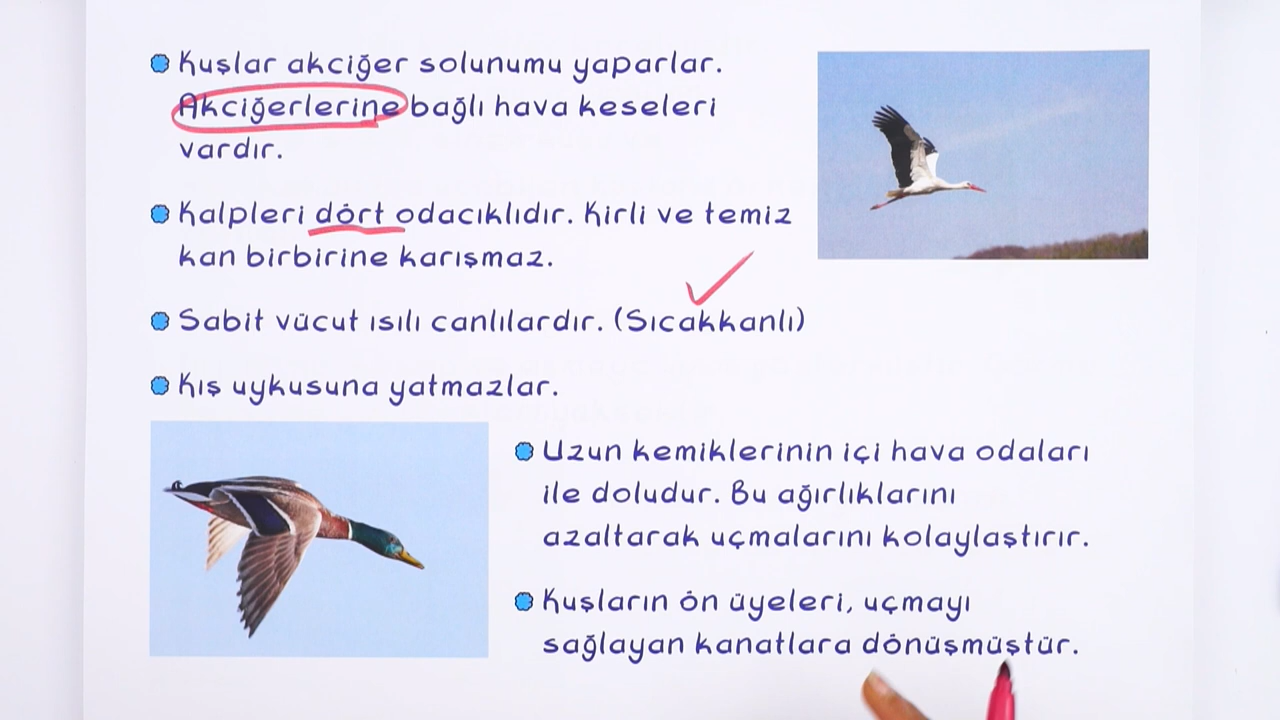 Kuşlar akciğer solunumu yaparlar.
Akciğerlerine bağlı hava keseleri
vardır.
Kalpleri dört odacıklıdır. Kirli ve temiz
kan birbirine karışmaz.
Sabit vücut ısılı canlılardır. (Sıcakkanlı)
Kış uykusuna yatmazlar.
Uzun kemiklerinin içi hava odaları
ile doludur. Bu ağırlıklarını
azaltarak uçmalarını kolaylaştırır.
Kuşların ön üyeleri, uçmayı
sağlayan kanatlara dönüşmüştür.